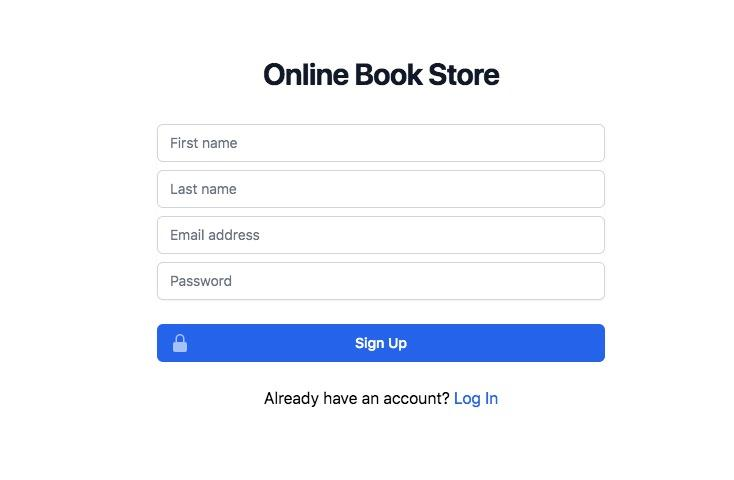 Online Book Store
First name
Last name
Email address
Password
Sign Up
Already have an account? Log In